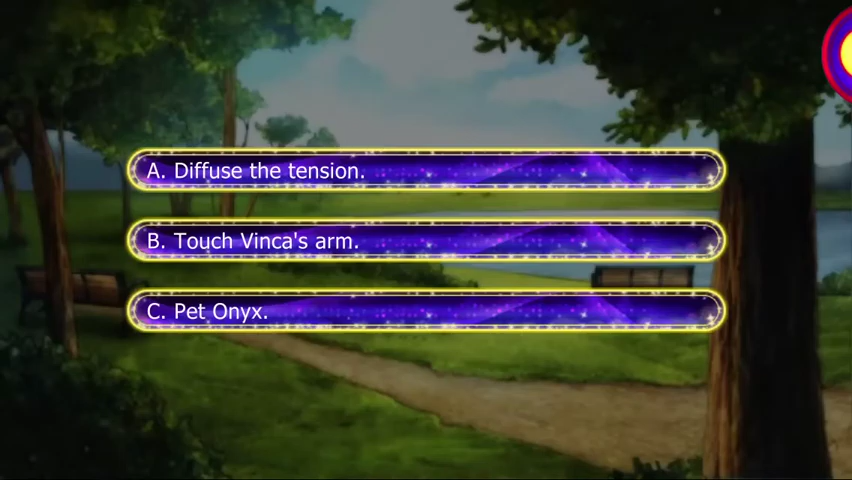 A. Diffuse the tension.
B. Touch Vinca's arm.
C. Pet Onyx.